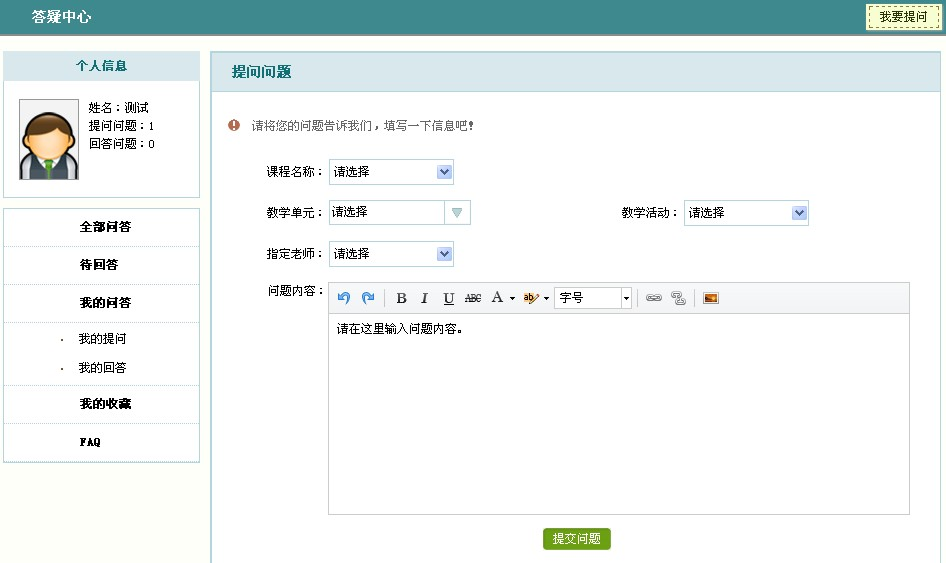 答疑中心
我要提问
个人信息
姓名：测试
提问问题：1
回答问题：0
全部问答
待回答
我的问答
· 我的提问
· 我的回答
我的收藏
FAQ
提问问题
请将您的问题告诉我们，填写一下信息吧！
课程名称： 请选择
教学单元： 请选择 教学活动： 请选择
指定老师： 请选择
问题内容：
B I U ABC A ab 字号
请在这里输入问题内容。
提交问题